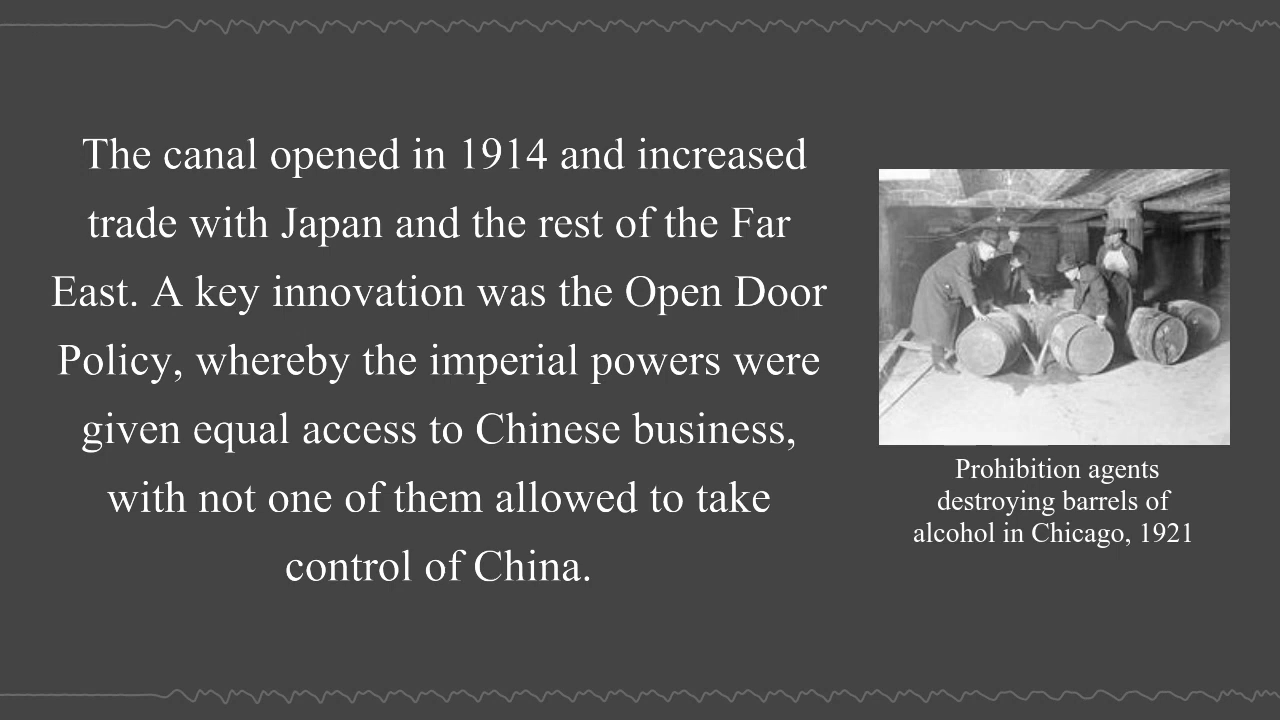 The canal opened in 1914 and increased
trade with Japan and the rest of the Far
East. A key innovation was the Open Door
Policy, whereby the imperial powers were
given equal access to Chinese business,
with not one of them allowed to take
control of China.
Prohibition agents
destroying barrels of
alcohol in Chicago, 1921